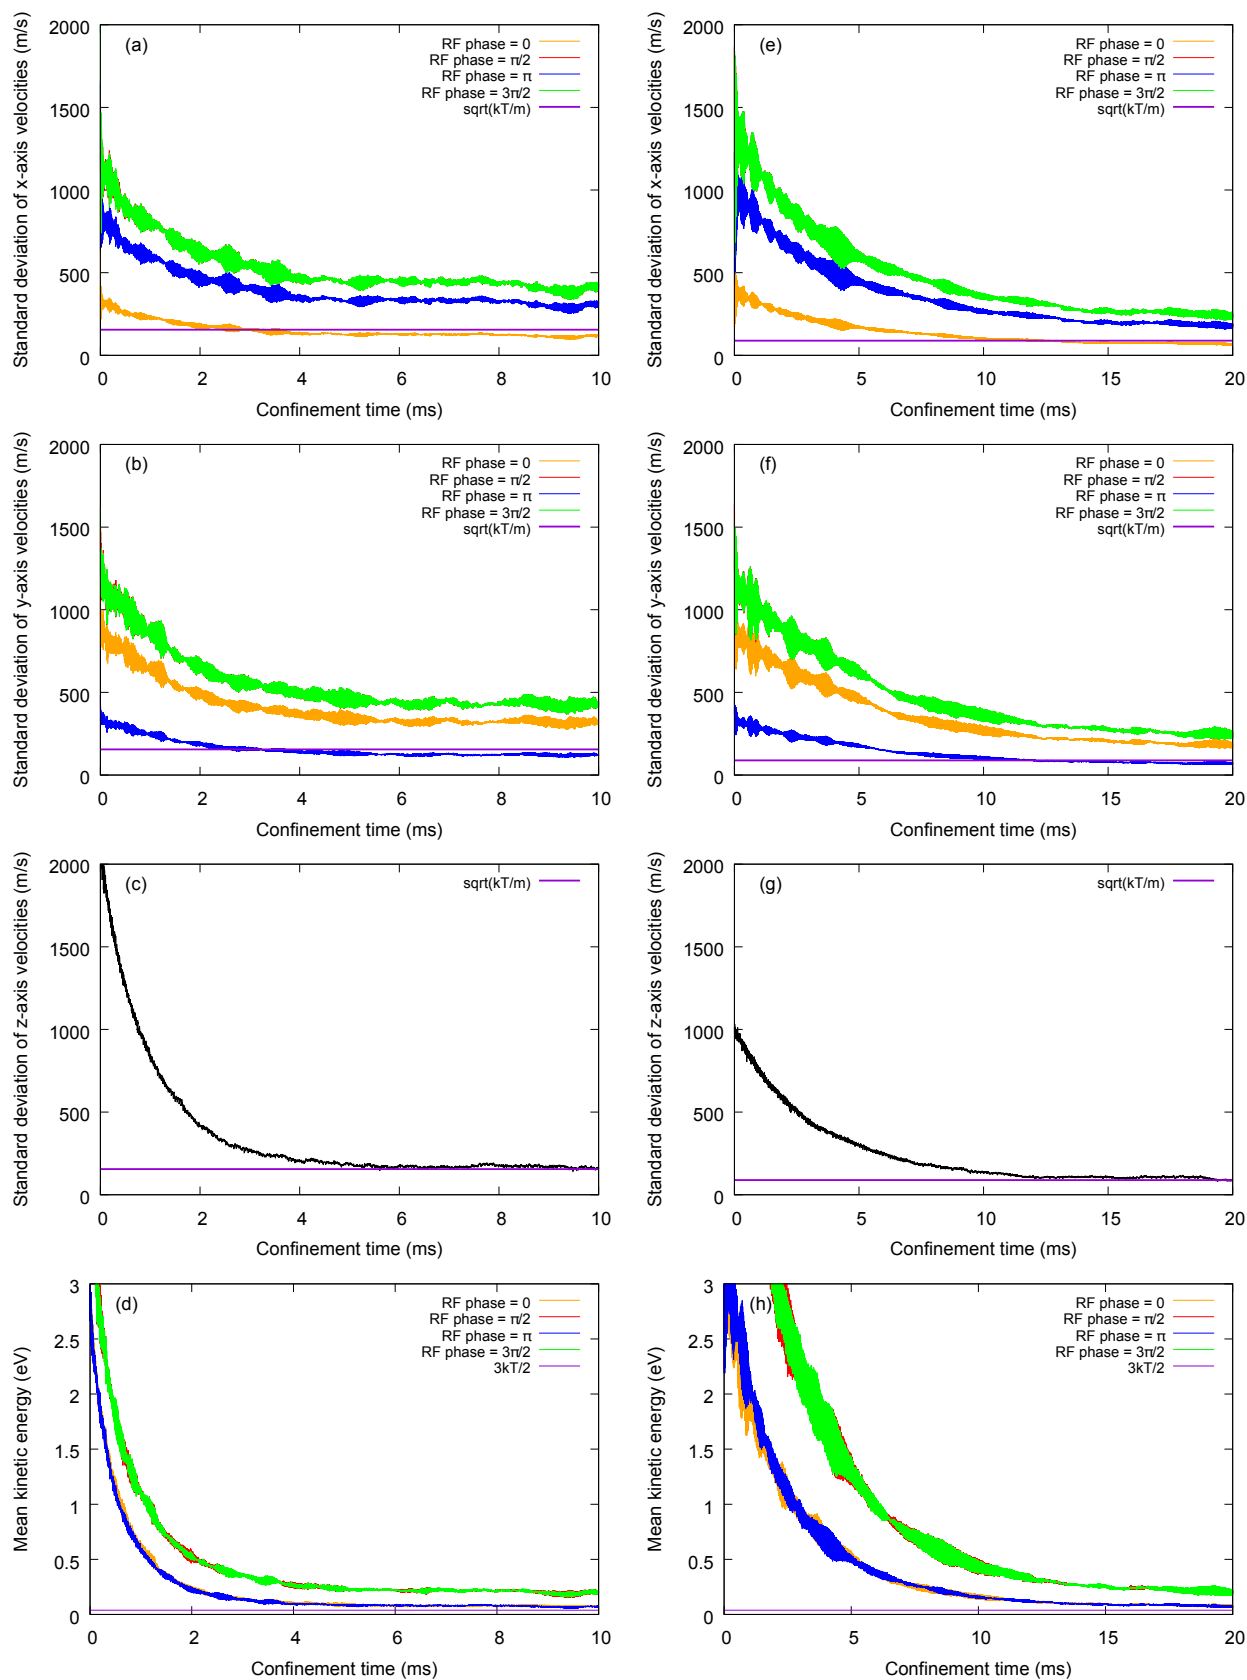 (a)
Standard deviation of x-axis velocities (m/s)
2000
1500
1000
500
0
RF phase = 0
RF phase = π/2
RF phase = π
RF phase = 3π/2
sqrt(kT/m)
0 2 4 6 8 10
Confinement time (ms)
(e)
Standard deviation of x-axis velocities (m/s)
2000
1500
1000
500
0
RF phase = 0
RF phase = π/2
RF phase = π
RF phase = 3π/2
sqrt(kT/m)
0 5 10 15 20
Confinement time (ms)
(b)
Standard deviation of y-axis velocities (m/s)
2000
1500
1000
500
0
RF phase = 0
RF phase = π/2
RF phase = π
RF phase = 3π/2
sqrt(kT/m)
0 2 4 6 8 10
Confinement time (ms)
(f)
Standard deviation of y-axis velocities (m/s)
2000
1500
1000
500
0
RF phase = 0
RF phase = π/2
RF phase = π
RF phase = 3π/2
sqrt(kT/m)
0 5 10 15 20
Confinement time (ms)
(c)
Standard deviation of z-axis velocities (m/s)
2000
1500
1000
500
0
sqrt(kT/m)
0 2 4 6 8 10
Confinement time (ms)
(g)
Standard deviation of z-axis velocities (m/s)
2000
1500
1000
500
0
sqrt(kT/m)
0 5 10 15 20
Confinement time (ms)
(d)
Mean kinetic energy (eV)
3
2.5
2
1.5
1
0.5
0
RF phase = 0
RF phase = π/2
RF phase = π
RF phase = 3π/2
3kT/2
0 2 4 6 8 10
Confinement time (ms)
(h)
Mean kinetic energy (eV)
3
2.5
2
1.5
1
0.5
0
RF phase = 0
RF phase = π/2
RF phase = π
RF phase = 3π/2
3kT/2
0 5 10 15 20
Confinement time (ms)